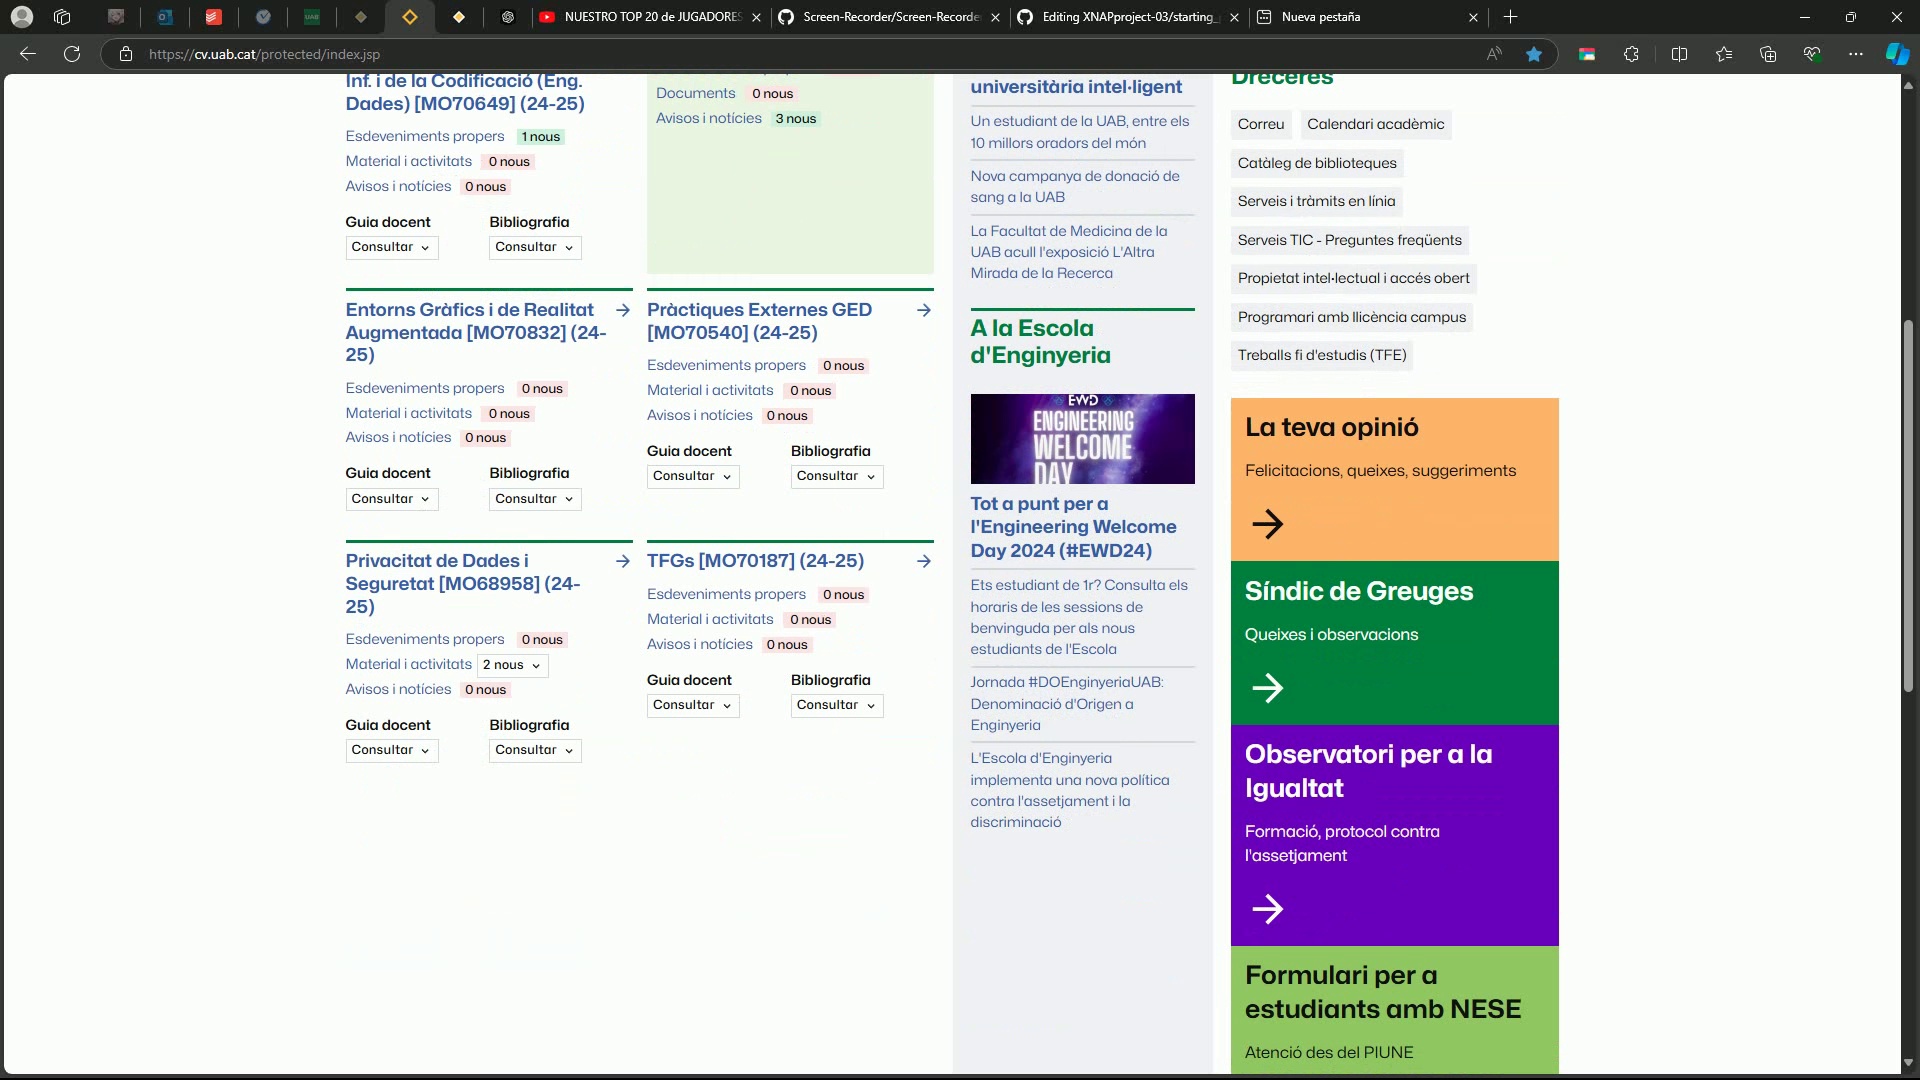 NUESTRO TOP 20 de JUGADORES
Screen-Recorder/Screen-Recorde
Editing XNAPproject-03/starting_
Nueva pestaña
https://cv.uab.cat/protected/index.jsp
Inf. i de la Codificació (Eng.
Dades) [MO70649] (24-25)
Esdeveniments propers 1 nous
Material i activitats 0 nous
Avisos i notícies 0 nous
Guia docent Bibliografia
Consultar Consultar
Documents 0 nous
Avisos i notícies 3 nous
Entorns Gràfics i de Realitat
Augmentada [MO70832] (24-
25)
Esdeveniments propers 0 nous
Material i activitats 0 nous
Avisos i notícies 0 nous
Guia docent Bibliografia
Consultar Consultar
Pràctiques Externes GED
[MO70540] (24-25)
Esdeveniments propers 0 nous
Material i activitats 0 nous
Avisos i notícies 0 nous
Guia docent Bibliografia
Consultar Consultar
Privacitat de Dades i
Seguretat [MO68958] (24-
25)
Esdeveniments propers 0 nous
Material i activitats 2 nous
Avisos i notícies 0 nous
Guia docent Bibliografia
Consultar Consultar
TFGs [MO70187] (24-25)
Esdeveniments propers 0 nous
Material i activitats 0 nous
Avisos i notícies 0 nous
Guia docent Bibliografia
Consultar Consultar
universitària intel·ligent
Un estudiant de la UAB, entre els
10 millors oradors del món
Nova campanya de donació de
sang a la UAB
La Facultat de Medicina de la
UAB acull l'exposició L'Altra
Mirada de la Recerca
A la Escola
d'Enginyeria
EWD
ENGINEERING
WELCOME
DAY
Tot a punt per a
l'Engineering Welcome
Day 2024 (#EWD24)
Ets estudiant de 1r? Consulta els
horaris de les sessions de
benvinguda per als nous
estudiants de l'Escola
Jornada #DOEnginyeriaUAB:
Denominació d'Origen a
Enginyeria
L'Escola d'Enginyeria
implementa una nova política
contra l'assetjament i la
discriminació
Dreceres
Correu Calendari acadèmic
Catàleg de biblioteques
Serveis i tràmits en línia
Serveis TIC - Preguntes freqüents
Propietat intel·lectual i accés obert
Programari amb llicència campus
Treballs fi d'estudis (TFE)
La teva opinió
Felicitacions, queixes, suggeriments
Síndic de Greuges
Queixes i observacions
Observatori per a la
Igualtat
Formació, protocol contra
l'assetjament
Formulari per a
estudiants amb NESE
Atenció des del PIUNE